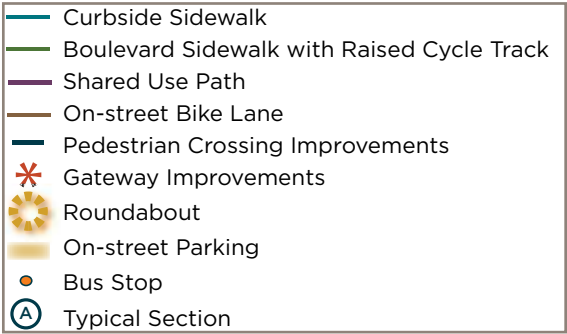 Curbside Sidewalk
Boulevard Sidewalk with Raised Cycle Track
Shared Use Path
On-street Bike Lane
Pedestrian Crossing Improvements
Gateway Improvements
Roundabout
On-street Parking
Bus Stop
A Typical Section